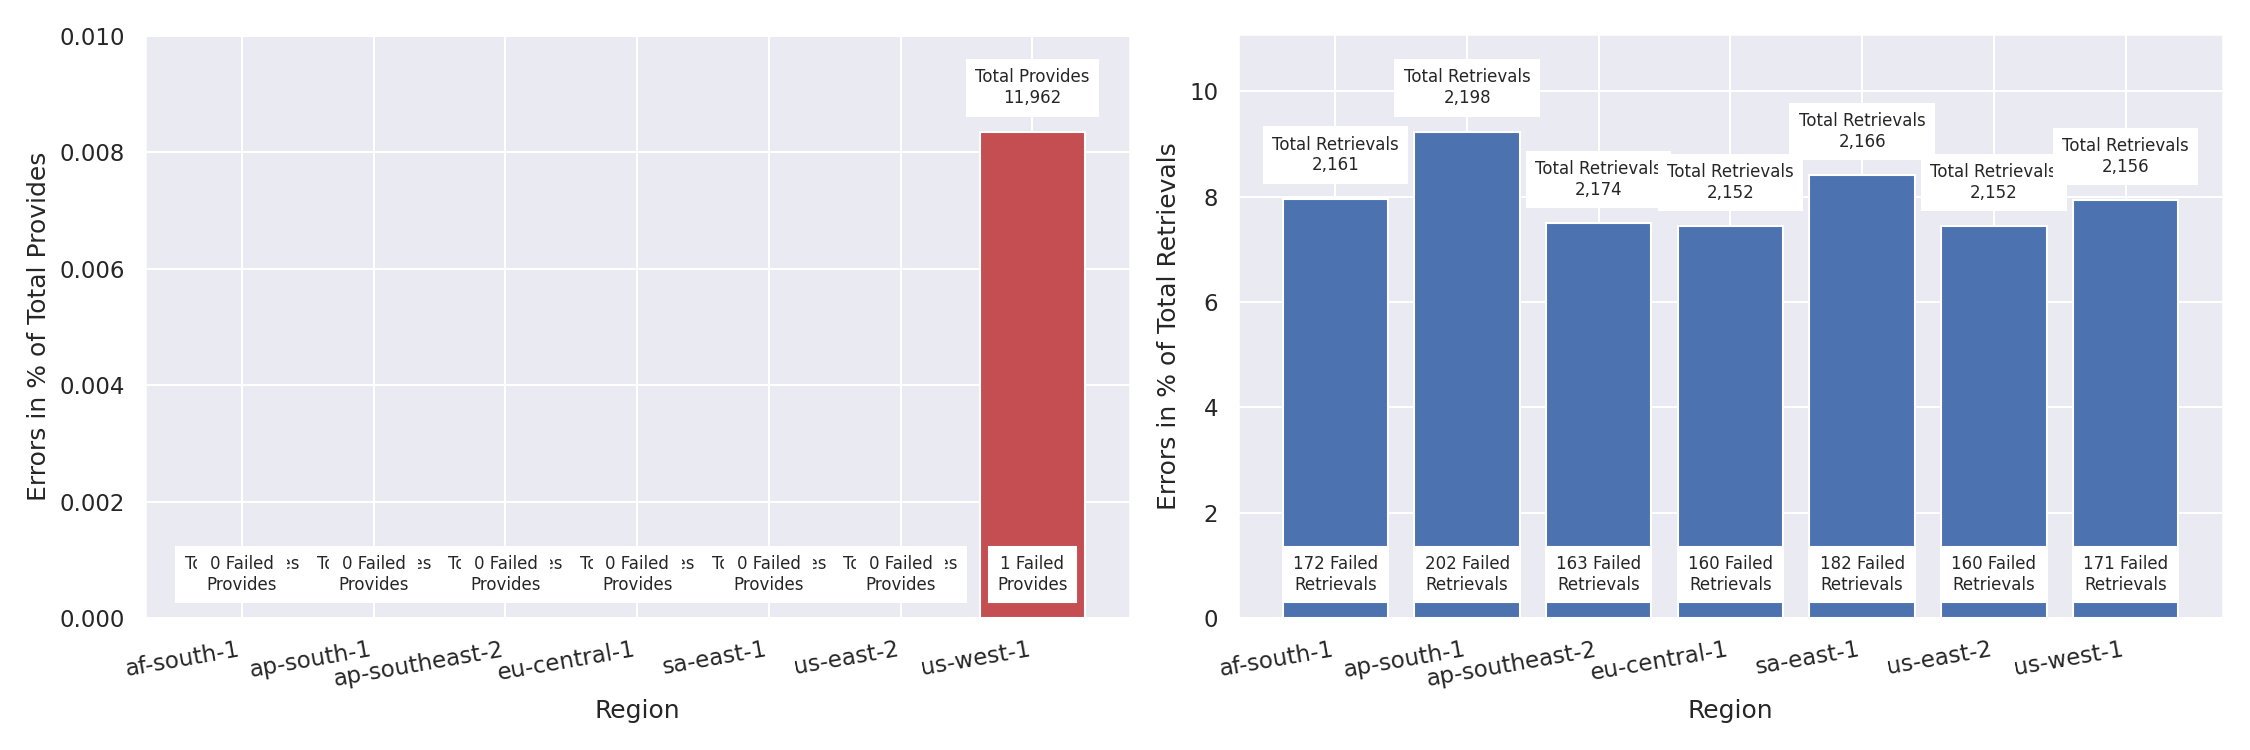 Errors in % of Total Provides
0.010
0.008
0.006
0.004
0.002
0.000
Total Provides
11,962
0 Failed
Provides
0 Failed
Provides
0 Failed
Provides
0 Failed
Provides
0 Failed
Provides
0 Failed
Provides
1 Failed
Provides
af-south-1
ap-south-1
ap-southeast-2
eu-central-1
sa-east-1
us-east-2
us-west-1
Region
Errors in % of Total Retrievals
10
8
6
4
2
0
Total Retrievals
2,161
Total Retrievals
2,198
Total Retrievals
2,174
Total Retrievals
2,152
Total Retrievals
2,166
Total Retrievals
2,152
Total Retrievals
2,156
172 Failed
Retrievals
202 Failed
Retrievals
163 Failed
Retrievals
160 Failed
Retrievals
182 Failed
Retrievals
160 Failed
Retrievals
171 Failed
Retrievals
af-south-1
ap-south-1
ap-southeast-2
eu-central-1
sa-east-1
us-east-2
us-west-1
Region